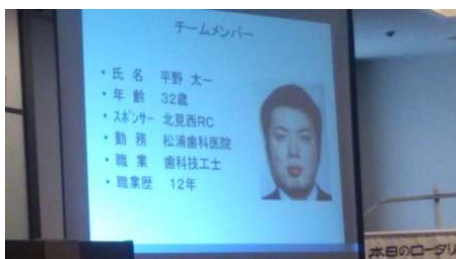 チームメンバー
・氏 名 平野 太一
・年 齢 32歳
・スポンサー 北見西RC
・勤 務 松浦歯科医院
・職 業 歯科技工士
・職業歴 12年
本日のロータリ